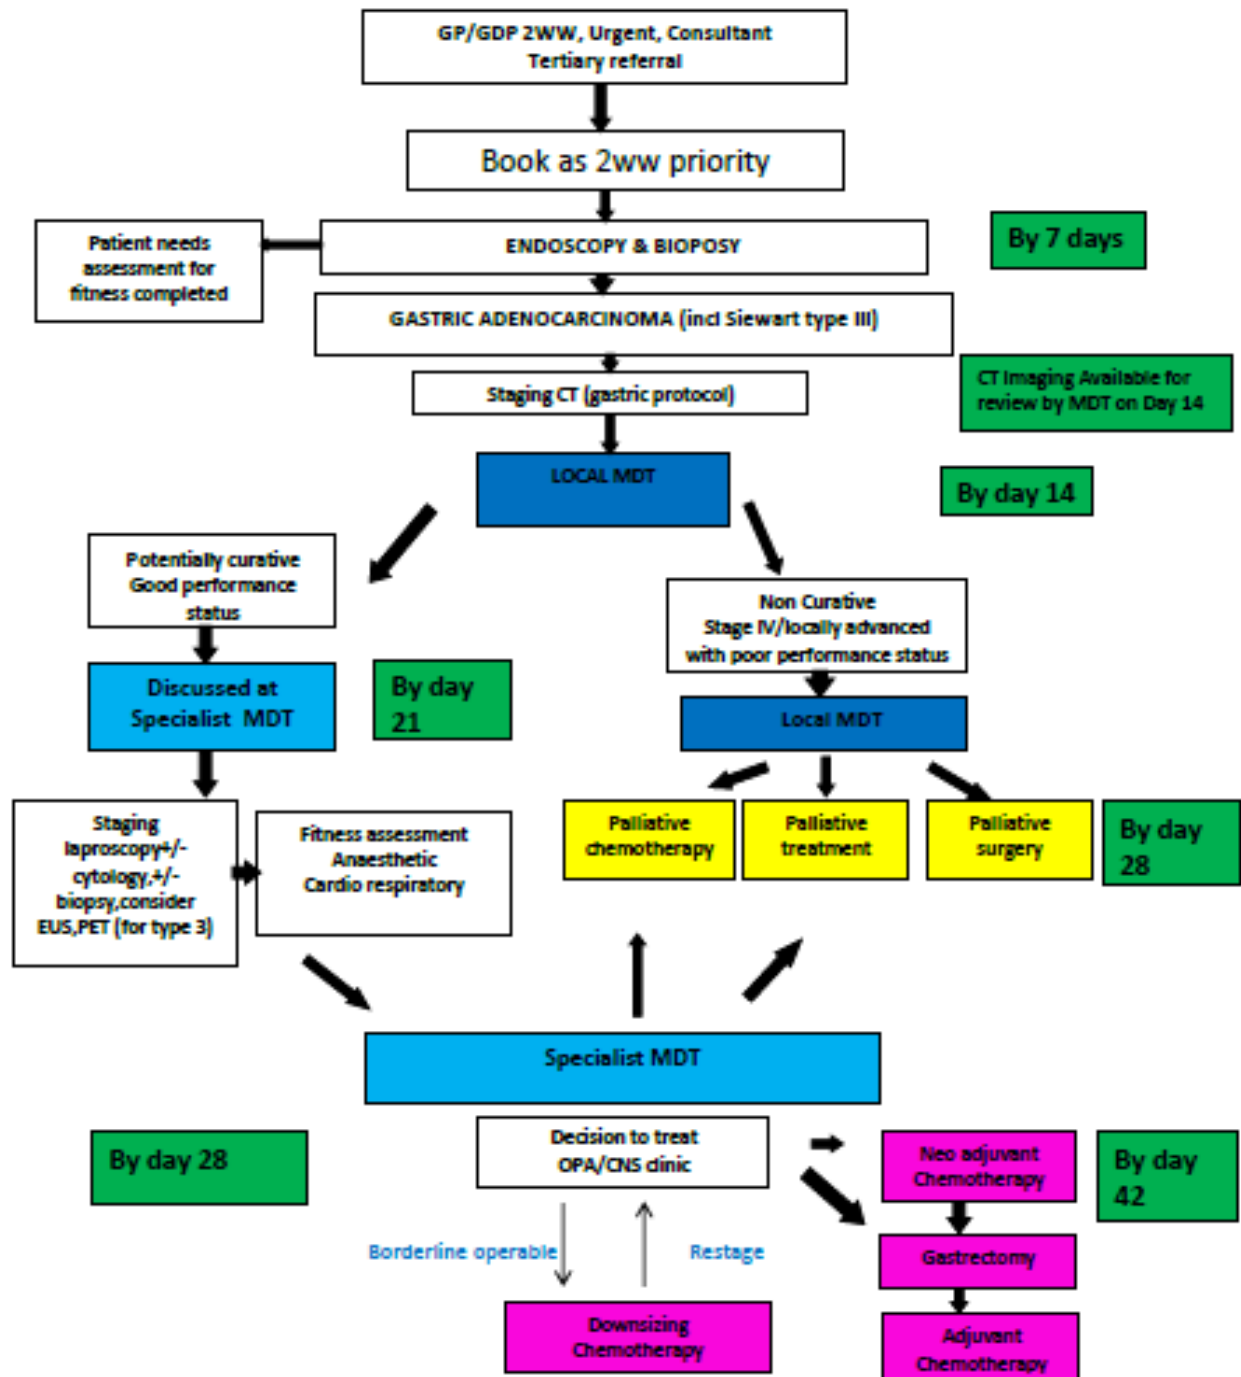 GP/GDP 2WW, Urgent, Consultant
Tertiary referral
Book as 2ww priority
Patient needs
assessment for
fitness completed
ENDOSCOPY & BIOPOSY
By 7 days
GASTRIC ADENOCARCINOMA (incl Siewart type III)
Staging CT (gastric protocol)
CT Imaging Available for
review by MDT on Day 14
LOCAL MDT
By day 14
Potentially curative
Good performance
status
Non Curative
Stage IV/locally advanced
with poor performance status
Discussed at
Specialist MDT
By day
21
Local MDT
Staging
laproscopy+/-
cytology,+/-
biopsy,consider
EUS,PET (for type 3)
Fitness assessment
Anaesthetic
Cardio respiratory
Palliative
chemotherapy
Palliative
treatment
Palliative
surgery
By day
28
Specialist MDT
By day 28
Decision to treat
OPA/CNS clinic
Neo adjuvant
Chemotherapy
By day
42
Borderline operable
Restage
Gastrectomy
Downsizing
Chemotherapy
Adjuvant
Chemotherapy